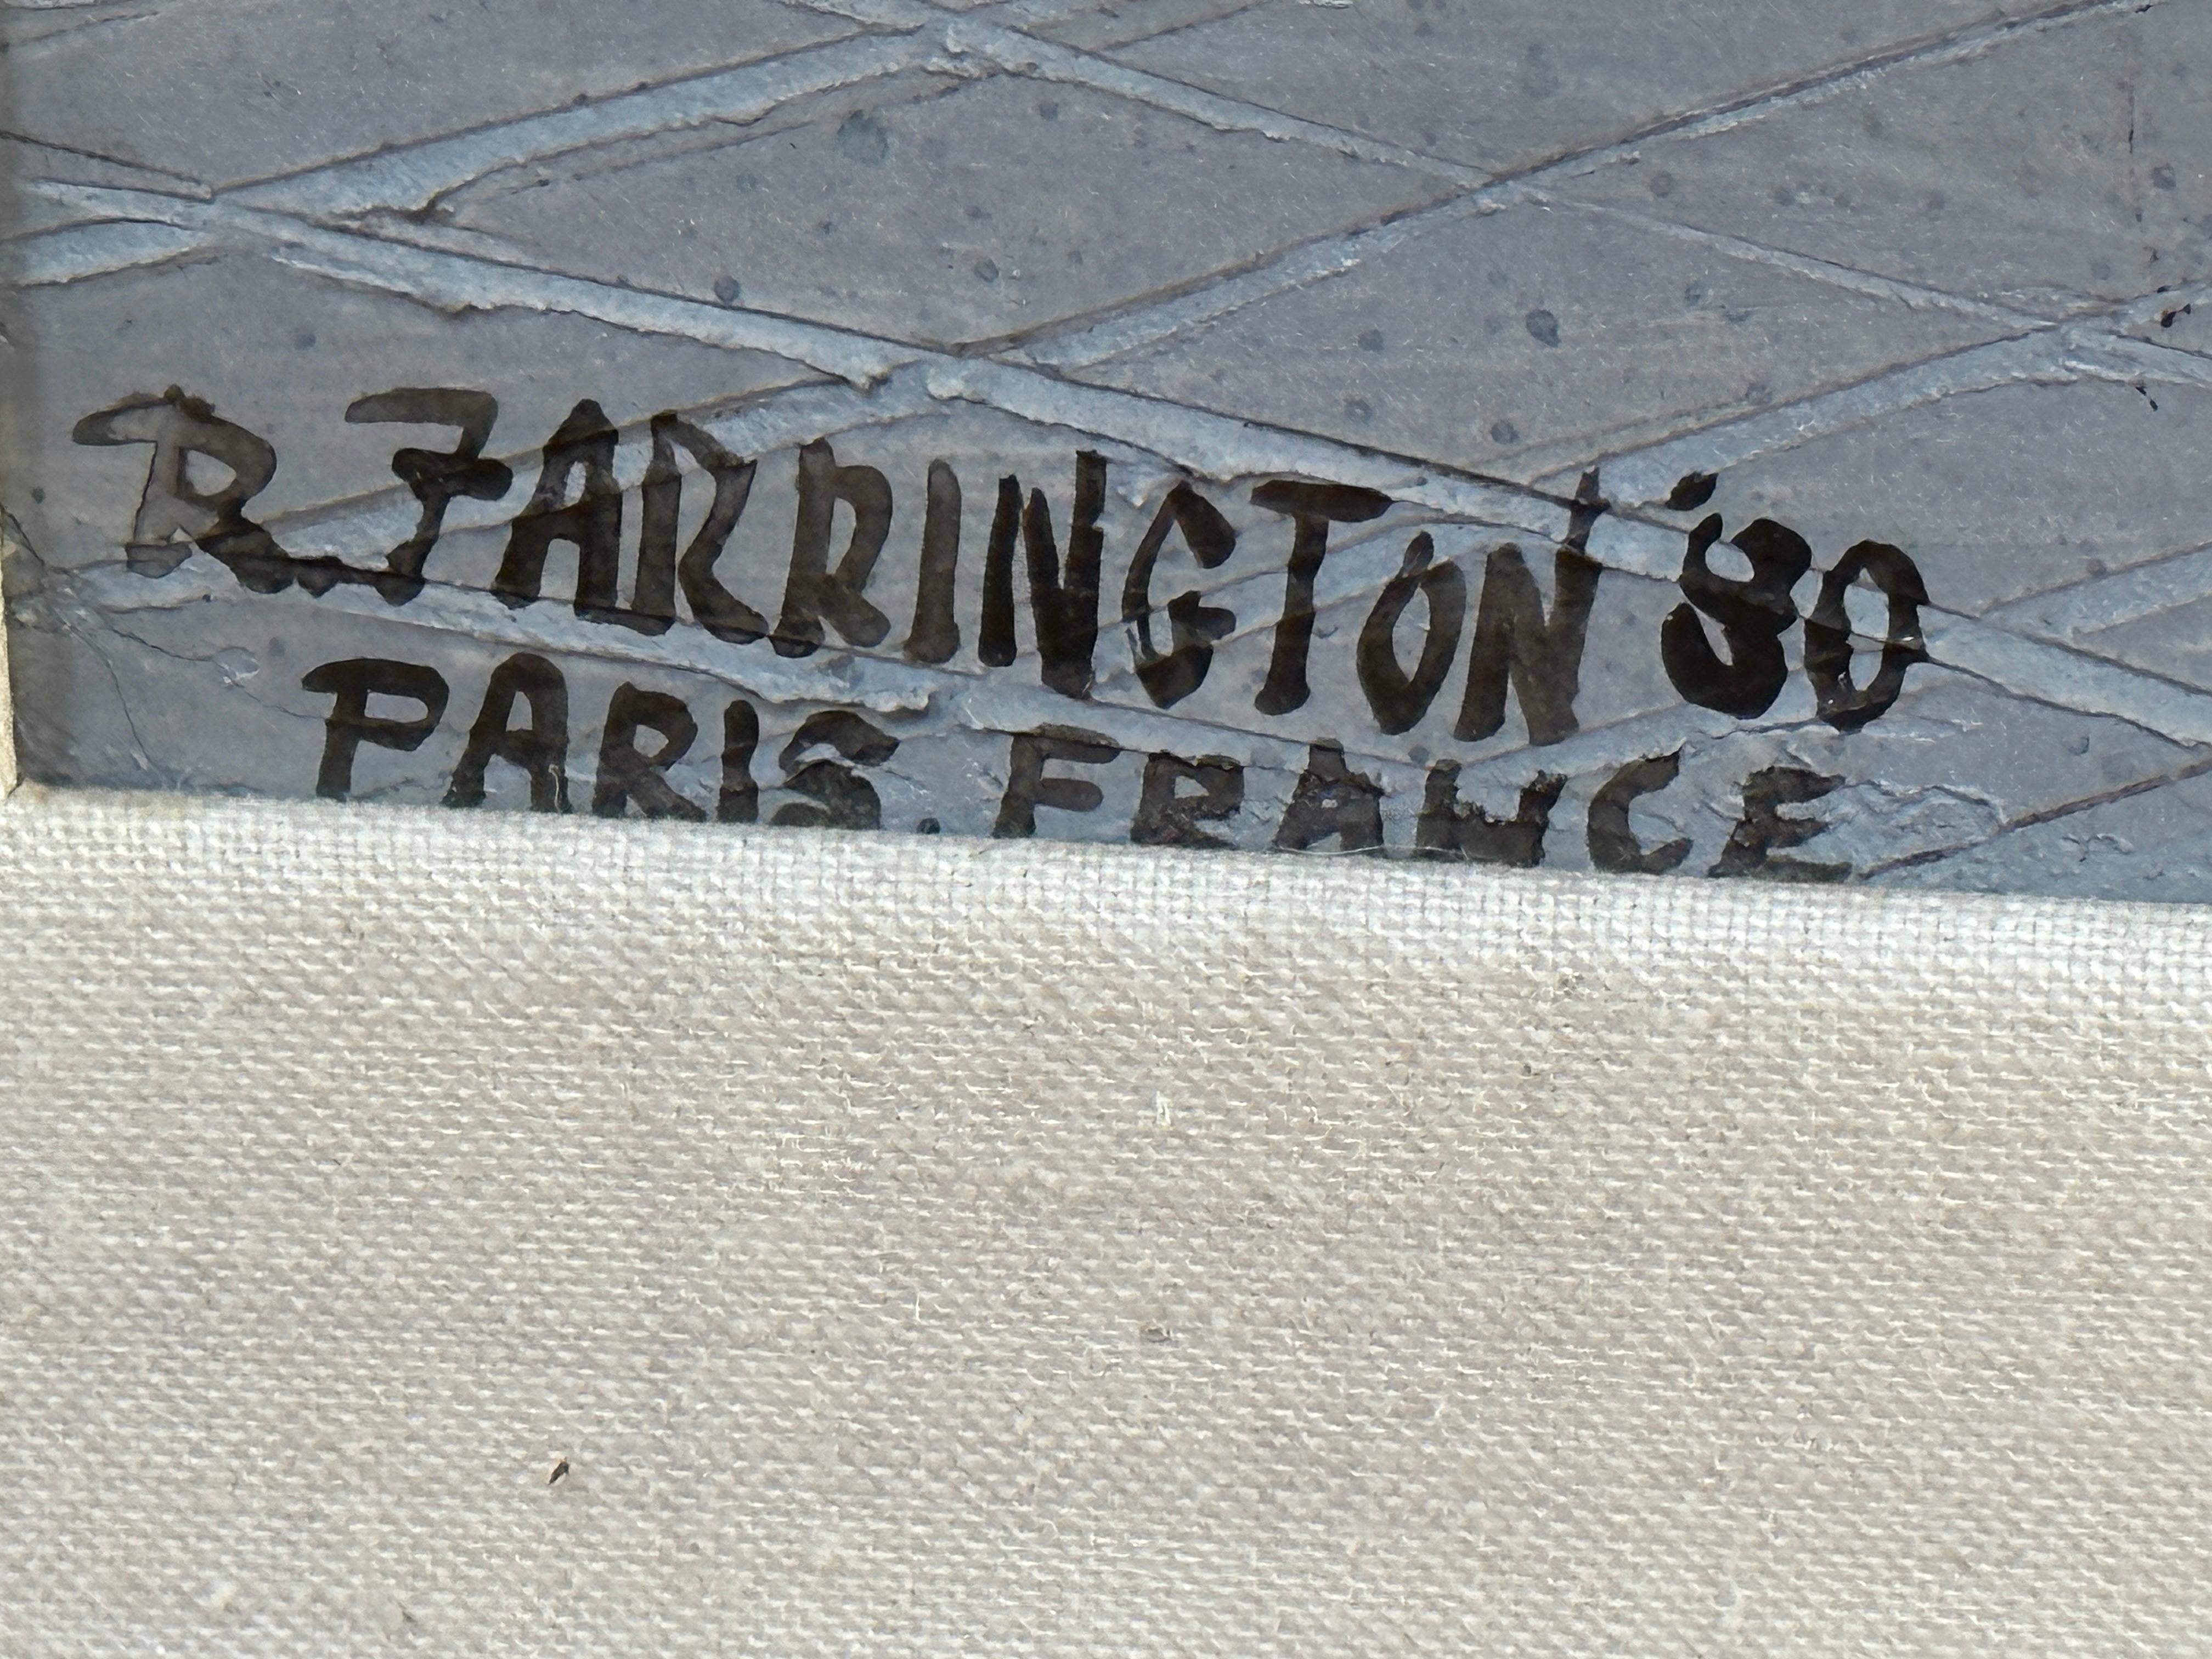 R FARRINGTON '80
PARIS. FRANCE